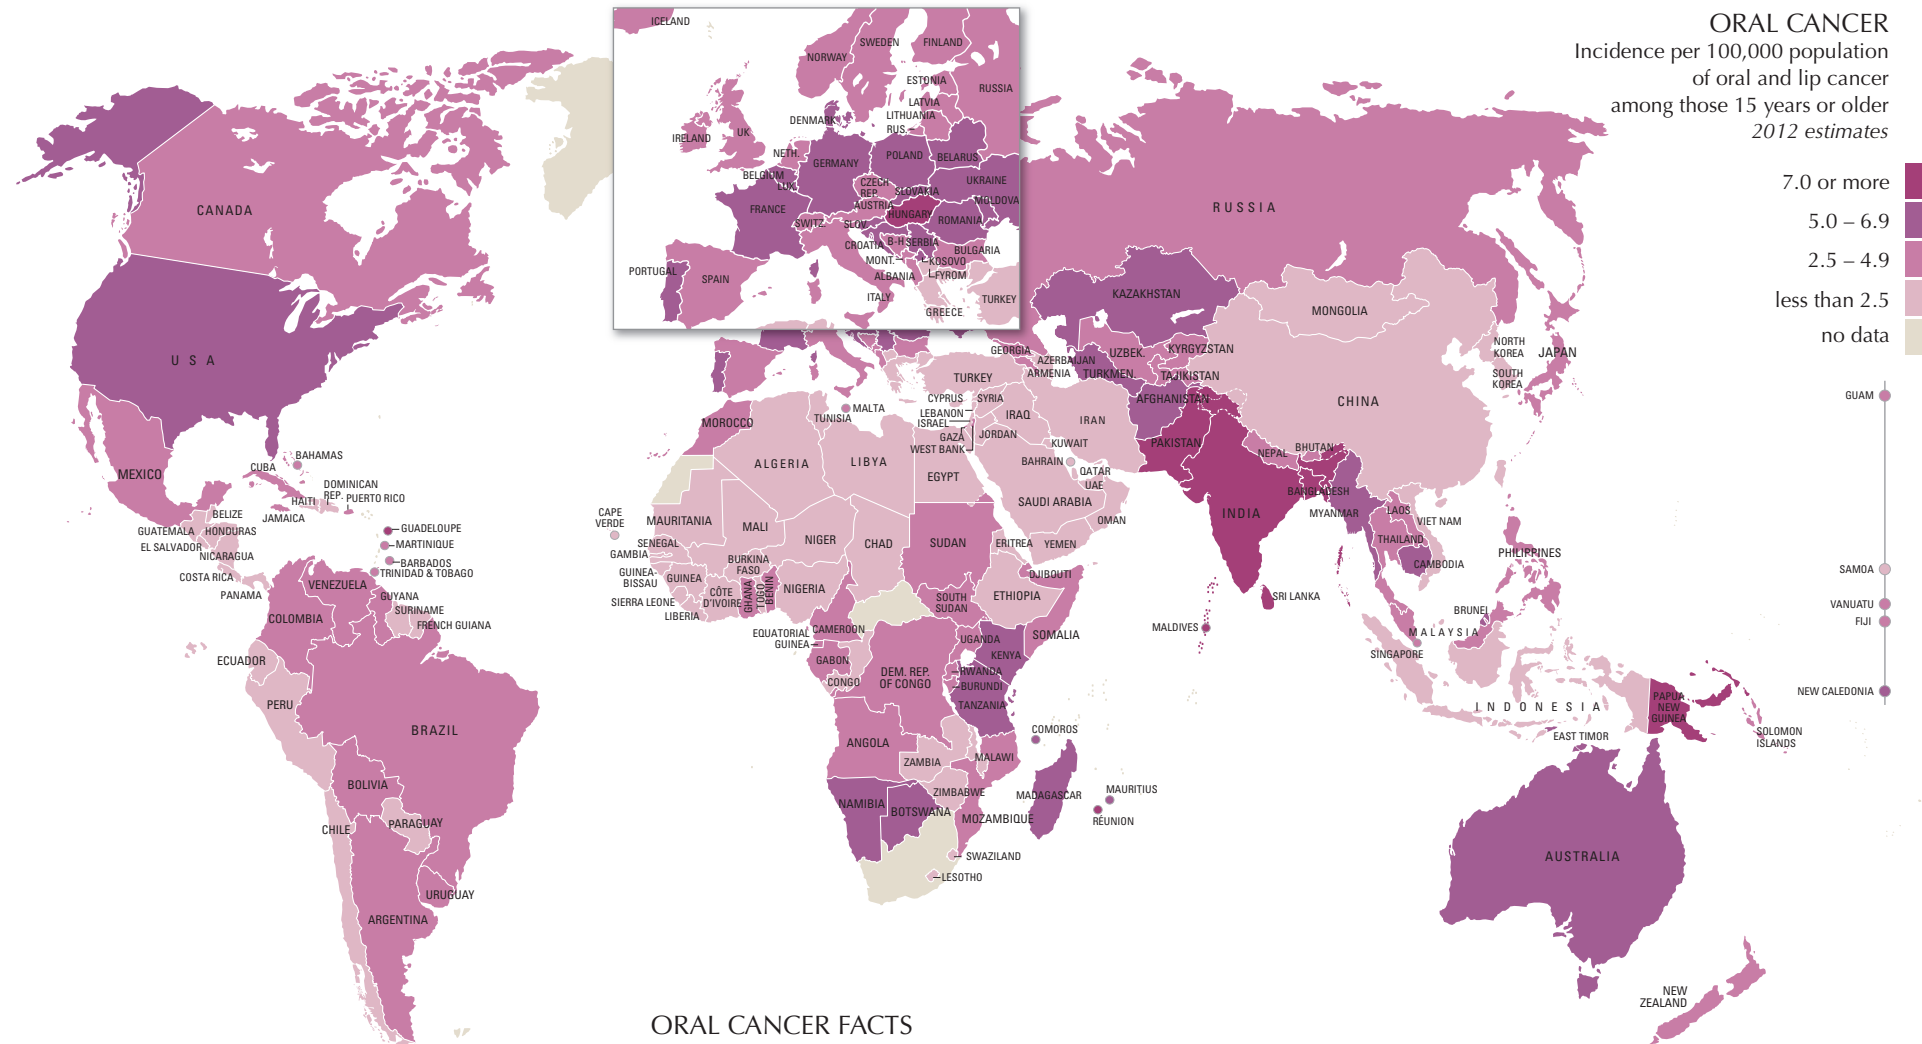 ORAL CANCER
Incidence per 100,000 population
of oral and lip cancer
among those 15 years or older
2012 estimates
7.0 or more
5.0 – 6.9
2.5 – 4.9
less than 2.5
no data
ICELAND
NORWAY
SWEDEN
FINLAND
ESTONIA
RUSSIA
LATVIA
LITHUANIA
RUS.
DENMARK
IRELAND
UK
NETH.
BELGIUM
LUX.
GERMANY
POLAND
BELARUS
CZECH
REP.
SLOVAKIA
UKRAINE
MOLDOVA
FRANCE
AUSTRIA
HUNGARY
SWITZ.
SLOV.
ROMANIA
CROATIA
B-H
SERBIA
BULGARIA
MONT.
KOSOVO
ALBANIA
FYROM
PORTUGAL
SPAIN
ITALY
GREECE
TURKEY
CANADA
USA
MEXICO
CUBA
BAHAMAS
DOMINICAN
REP.
HAITI
PUERTO RICO
JAMAICA
BELIZE
GUATEMALA
HONDURAS
EL SALVADOR
NICARAGUA
COSTA RICA
PANAMA
GUADELOUPE
MARTINIQUE
BARBADOS
TRINIDAD & TOBAGO
VENEZUELA
GUYANA
SURINAME
FRENCH GUIANA
COLOMBIA
ECUADOR
PERU
BRAZIL
BOLIVIA
PARAGUAY
CHILE
URUGUAY
ARGENTINA
RUSSIA
KAZAKHSTAN
MONGOLIA
GEORGIA
AZERBAIJAN
ARMENIA
UZBEK.
KYRGYZSTAN
TURKMEN.
TAJIKISTAN
NORTH
KOREA
SOUTH
KOREA
JAPAN
TURKEY
CYPRUS
SYRIA
LEBANON
ISRAEL
GAZA
WEST BANK
IRAQ
JORDAN
IRAN
AFGHANISTAN
CHINA
KUWAIT
BAHRAIN
QATAR
UAE
SAUDI ARABIA
OMAN
YEMEN
PAKISTAN
NEPAL
BHUTAN
BANGLADESH
INDIA
MYANMAR
LAOS
VIET NAM
THAILAND
CAMBODIA
PHILIPPINES
SRI LANKA
MALDIVES
BRUNEI
MALAYSIA
SINGAPORE
INDONESIA
EAST TIMOR
PAPUA
NEW
GUINEA
SOLOMON
ISLANDS
AUSTRALIA
NEW
ZEALAND
GUAM
SAMOA
VANUATU
FIJI
NEW CALEDONIA
MALTA
TUNISIA
MOROCCO
ALGERIA
LIBYA
EGYPT
CAPE
VERDE
MAURITANIA
MALI
NIGER
CHAD
SUDAN
ERITREA
DJIBOUTI
SENEGAL
GAMBIA
GUINEA-
BISSAU
GUINEA
SIERRA LEONE
LIBERIA
CÔTE
D'IVOIRE
BURKINA
FASO
GHANA
TOGO
BENIN
NIGERIA
ETHIOPIA
SOUTH
SUDAN
SOMALIA
EQUATORIAL
GUINEA
CAMEROON
GABON
CONGO
DEM. REP.
OF CONGO
UGANDA
KENYA
RWANDA
BURUNDI
TANZANIA
COMOROS
ANGOLA
ZAMBIA
MALAWI
ZIMBABWE
MOZAMBIQUE
NAMIBIA
BOTSWANA
MADAGASCAR
MAURITIUS
RÉUNION
SWAZILAND
LESOTHO
ORAL CANCER FACTS